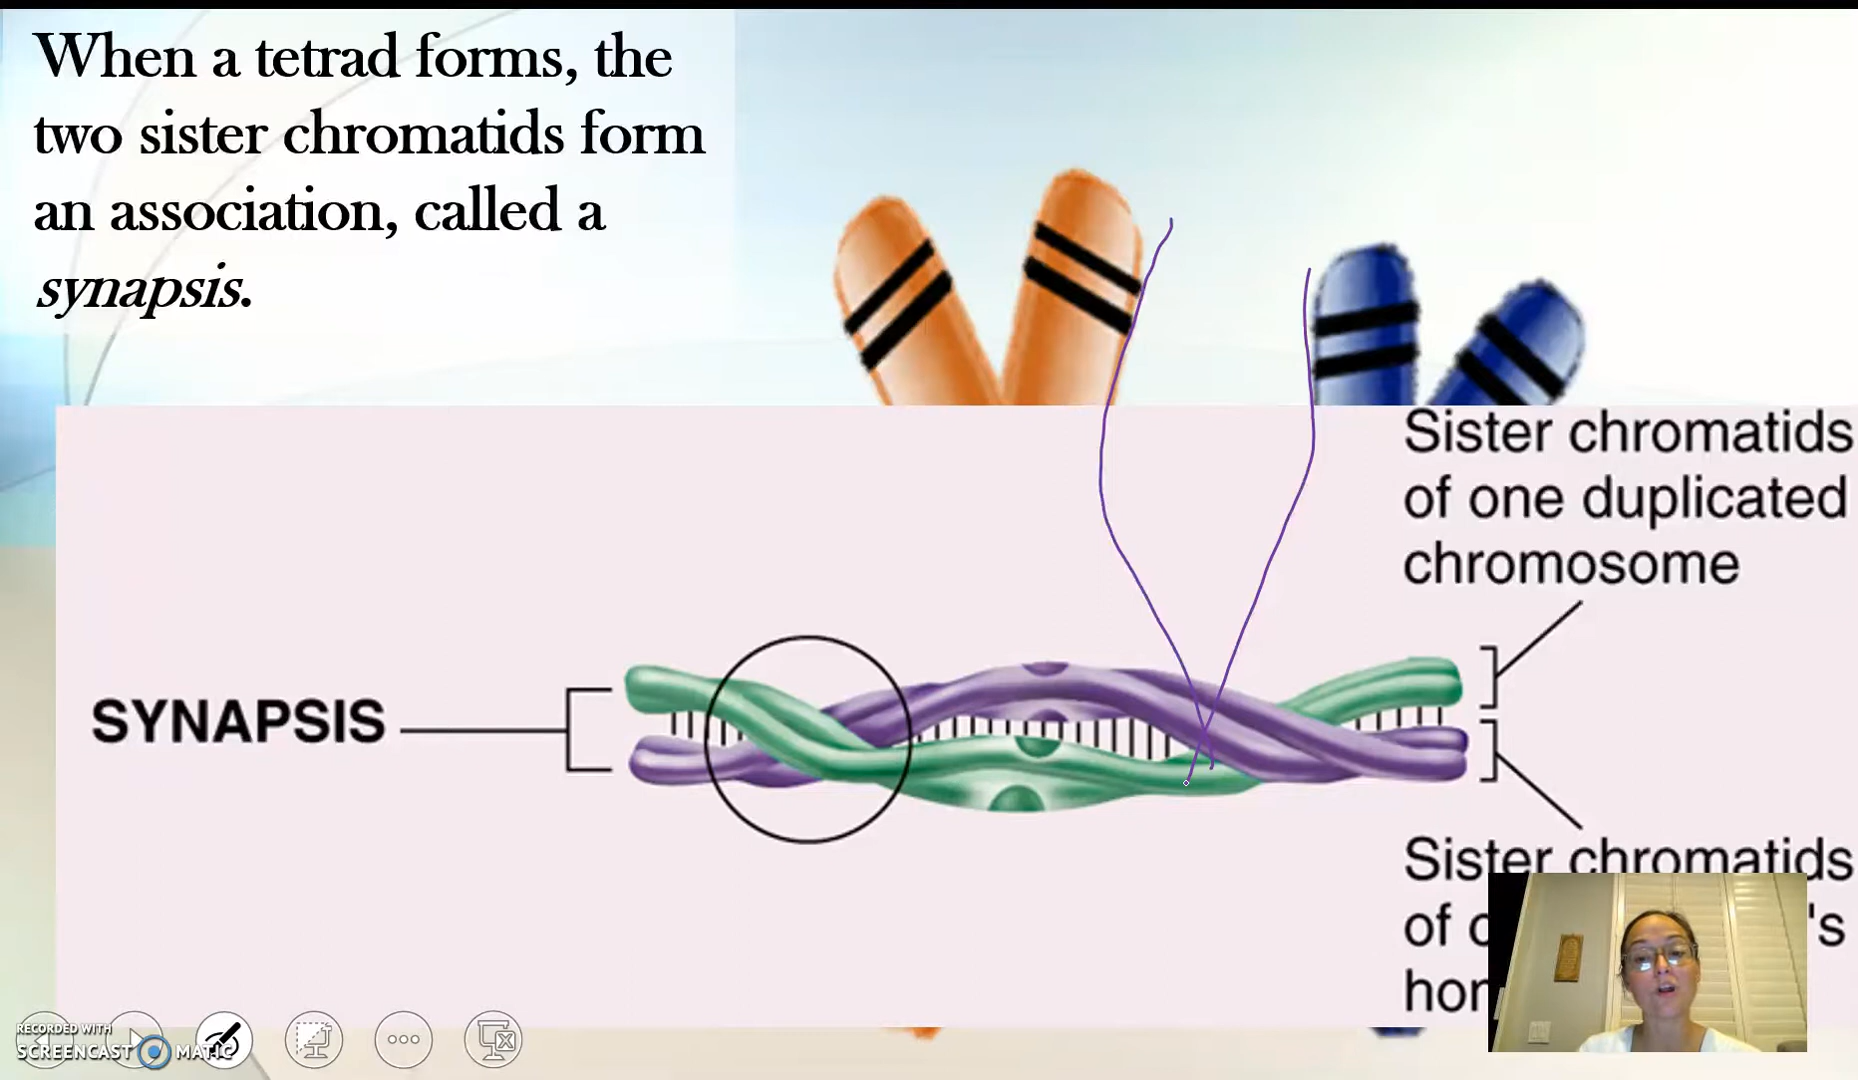 When a tetrad forms, the
two sister chromatids form
an association, called a
synapsis.
Sister chromatids
of one duplicated
chromosome
SYNAPSIS
Sister chromatids
of 's
RECORDED WITH
SCREENCAST MATIC